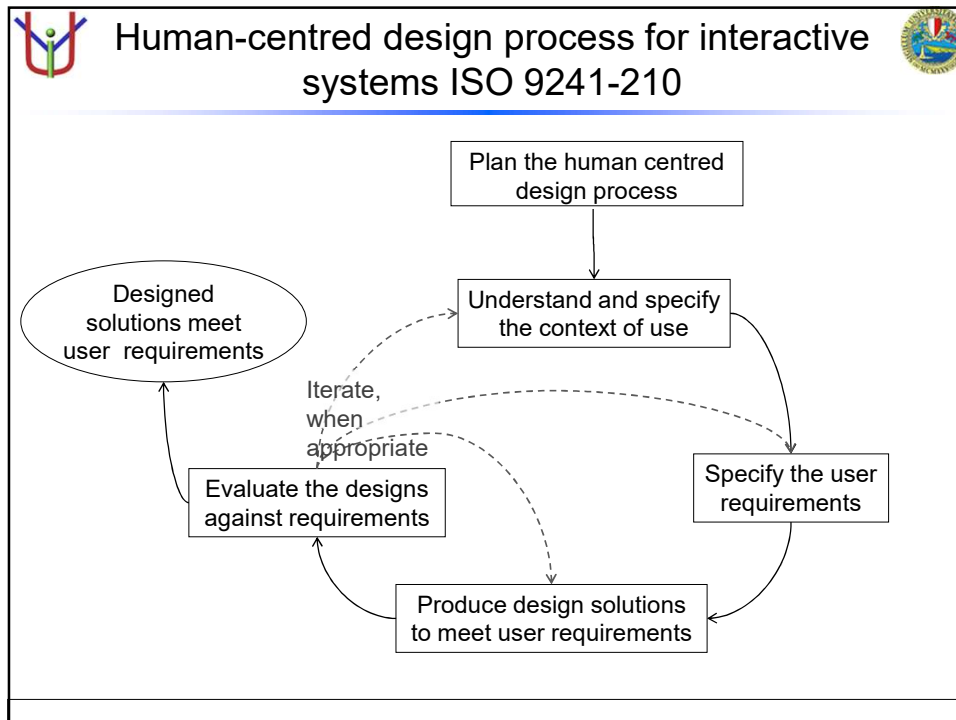 Human-centred design process for interactive
systems ISO 9241-210
Plan the human centred
design process
Understand and specify
the context of use
Designed
solutions meet
user requirements
Iterate,
when
appropriate
Specify the user
requirements
Evaluate the designs
against requirements
Produce design solutions
to meet user requirements